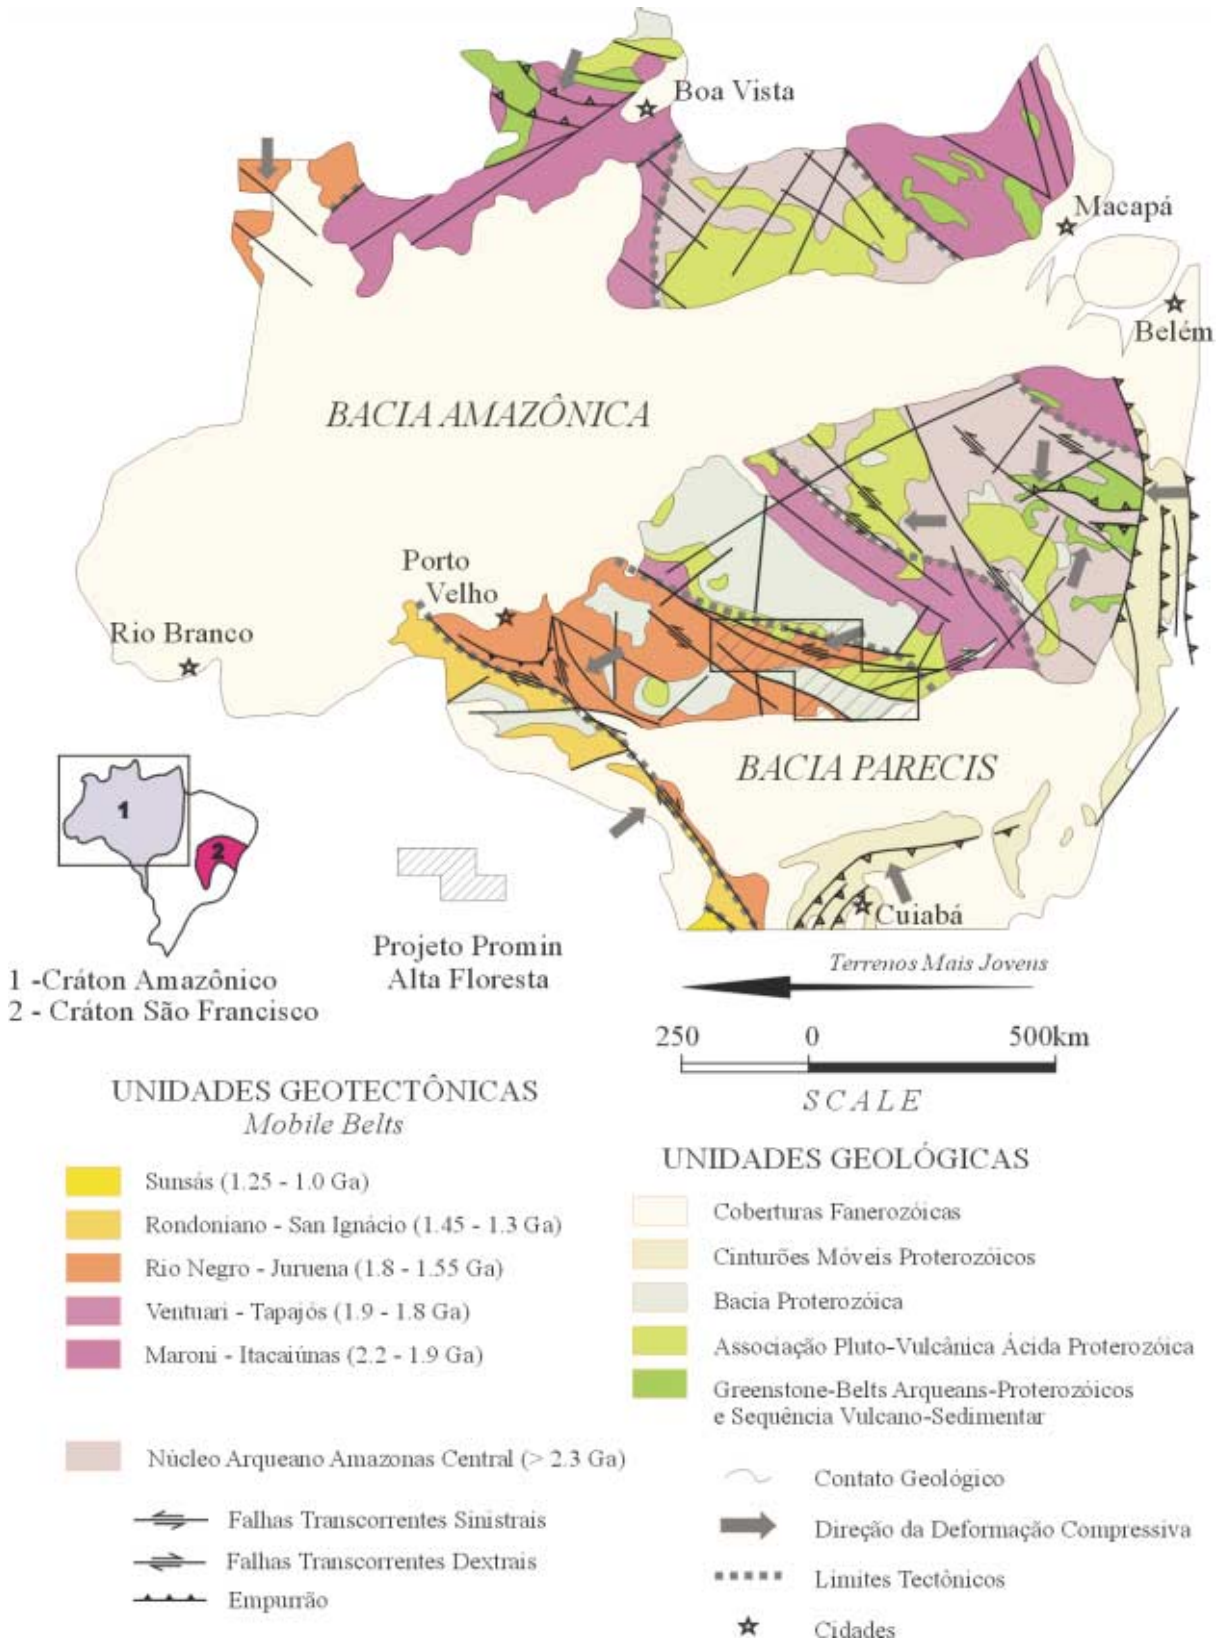 Boa Vista
Macapá
Belém
BACIA AMAZÔNICA
Porto
Velho
Rio Branco
BACIA PARECIS
1
2
Cuiabá
Projeto Promin
Alta Floresta
1 -Cráton Amazônico
2 - Cráton São Francisco
Terrenos Mais Jovens
250 0 500km
SCALE
UNIDADES GEOTECTÔNICAS
Mobile Belts
Sunsás (1.25 - 1.0 Ga)
Rondoniano - San Ignácio (1.45 - 1.3 Ga)
Rio Negro - Juruena (1.8 - 1.55 Ga)
Ventuari - Tapajós (1.9 - 1.8 Ga)
Maroni - Itacaiúnas (2.2 - 1.9 Ga)
Núcleo Arqueano Amazonas Central (> 2.3 Ga)
Falhas Transcorrentes Sinistrais
Falhas Transcorrentes Dextrais
Empurrão
UNIDADES GEOLÓGICAS
Coberturas Fanerozóicas
Cinturões Móveis Proterozóicos
Bacia Proterozóica
Associação Pluto-Vulcânica Ácida Proterozóica
Greenstone-Belts Arqueans-Proterozóicos
e Sequência Vulcano-Sedimentar
Contato Geológico
Direção da Deformação Compressiva
Limites Tectônicos
Cidades